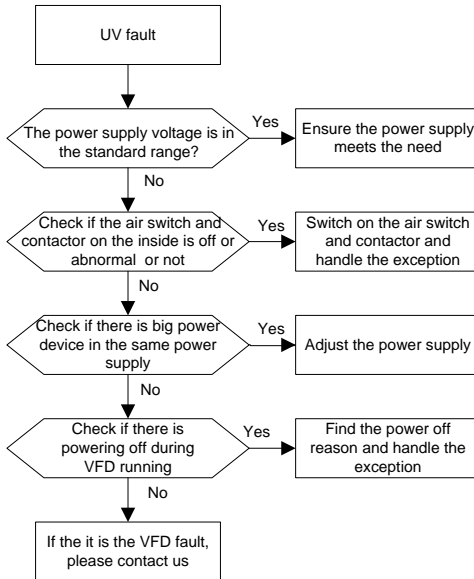 UV fault
The power supply voltage is in
the standard range?
Yes
Ensure the power supply
meets the need
No
Check if the air switch and
contactor on the inside is off or
abnormal or not
Yes
Switch on the air switch
and contactor and
handle the exception
No
Check if there is big power
device in the same power
supply
Yes
Adjust the power supply
No
Check if there is
powering off during
VFD running
Yes
Find the power off
reason and handle the
exception
No
If the it is the VFD fault,
please contact us